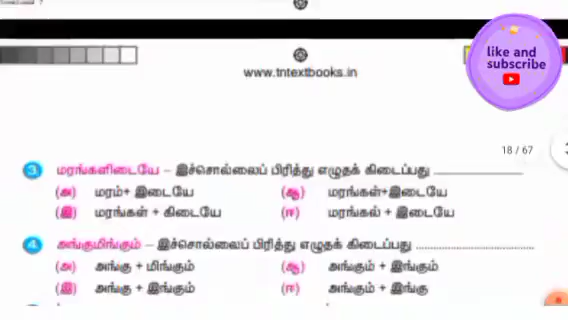 www.tntextbooks.in
like and
subscribe
18 / 67
3. மரங்களிடையே – இச்சொல்லைப் பிரித்து எழுதக் கிடைப்பது ________
(அ) மரம்+ இடையே (ஆ) மரங்கள்+இடையே
(இ) மரங்கள் + கிடையே (ஈ) மரங்கல் + இடையே
4. அங்குமிங்கும் – இச்சொல்லைப் பிரித்து எழுதக் கிடைப்பது ........................
(அ) அங்கு + மிங்கும் (ஆ) அங்கும் + இங்கும்
(இ) அங்கு + இங்கும் (ஈ) அங்கும் + இங்கு